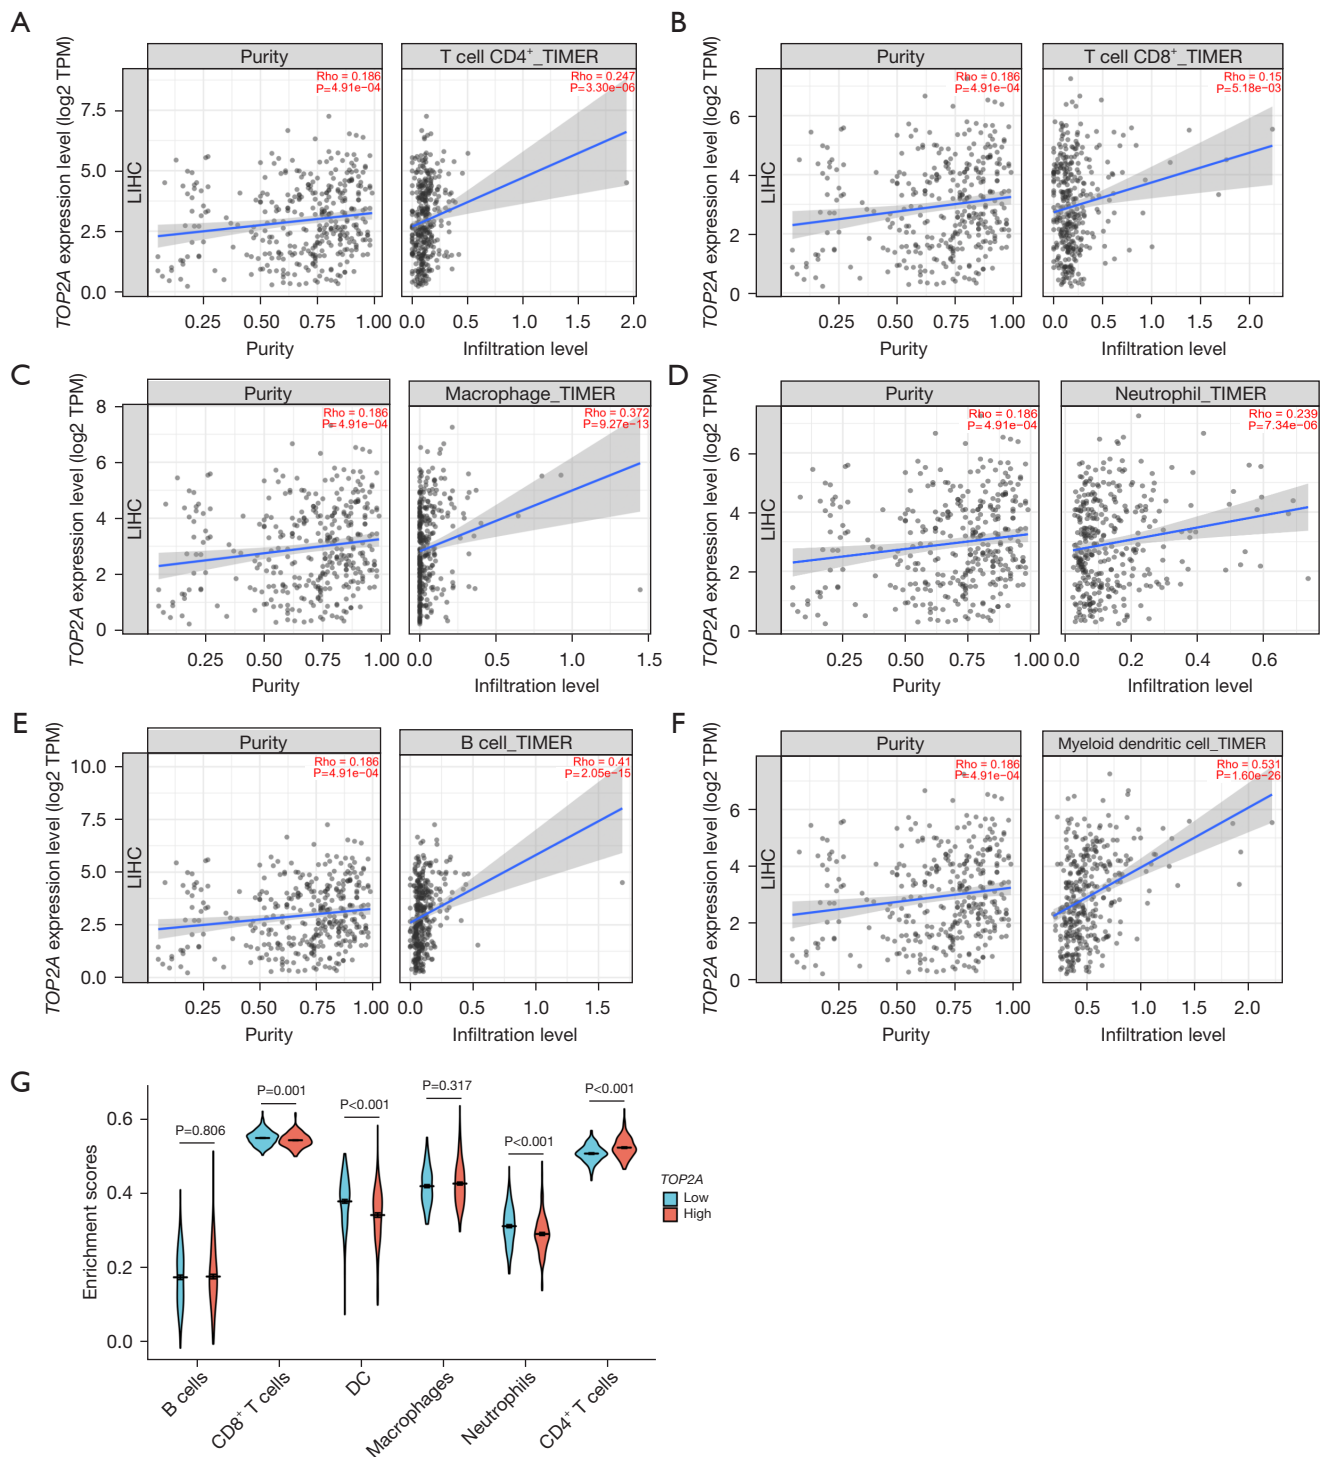 A
TOP2A expression level (log2 TPM)
LIHC
Purity
Rho = 0.186
P=4.91e−04
7.5
5.0
2.5
0.0
0.25 0.50 0.75 1.00
Purity
T cell CD4+_TIMER
Rho = 0.247
P=3.30e−06
0.0 0.5 1.0 1.5 2.0
Infiltration level
B
TOP2A expression level (log2 TPM)
LIHC
Purity
Rho = 0.186
P=4.91e−04
6
4
2
0
0.25 0.50 0.75 1.00
Purity
T cell CD8+_TIMER
Rho = 0.15
P=5.18e−03
0.0 0.5 1.0 1.5 2.0
Infiltration level
C
TOP2A expression level (log2 TPM)
LIHC
Purity
Rho = 0.186
P=4.91e−04
8
6
4
2
0
0.25 0.50 0.75 1.00
Purity
Macrophage_TIMER
Rho = 0.372
P=9.27e−13
0.0 0.5 1.0 1.5
Infiltration level
D
TOP2A expression level (log2 TPM)
LIHC
Purity
Rho = 0.186
P=4.91e−04
6
4
2
0
0.25 0.50 0.75 1.00
Purity
Neutrophil_TIMER
Rho = 0.239
P=7.34e−06
0.0 0.2 0.4 0.6
Infiltration level
E
TOP2A expression level (log2 TPM)
LIHC
Purity
Rho = 0.186
P=4.91e−04
10.0
7.5
5.0
2.5
0.0
0.25 0.50 0.75 1.00
Purity
B cell_TIMER
Rho = 0.41
P=2.05e−15
0.0 0.5 1.0 1.5
Infiltration level
F
TOP2A expression level (log2 TPM)
LIHC
Purity
Rho = 0.186
P=4.91e−04
6
4
2
0
0.25 0.50 0.75 1.00
Purity
Myeloid dendritic cell_TIMER
Rho = 0.531
P=1.60e−26
0.5 1.0 1.5 2.0
Infiltration level
G
Enrichment scores
0.6
0.4
0.2
0.0
P=0.806
P=0.001
P<0.001
P=0.317
P<0.001
P<0.001
B cells
CD8+ T cells
DC
Macrophages
Neutrophils
CD4+ T cells
TOP2A
Low
High